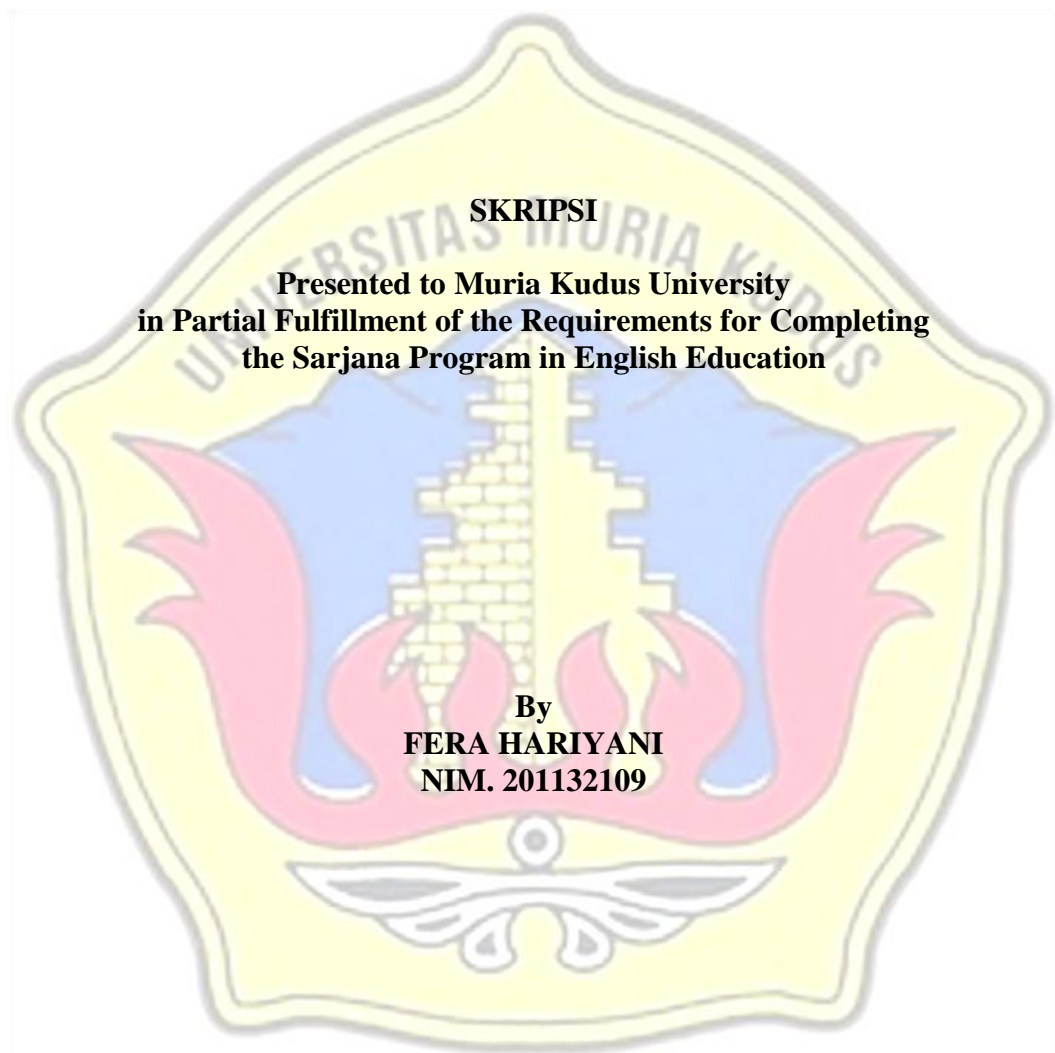 SKRIPSI
UNIVERSITAS MURIA KUDUS
Presented to Muria Kudus University
in Partial Fulfillment of the Requirements for Completing
the Sarjana Program in English Education
By
FERA HARIYANI
NIM. 201132109